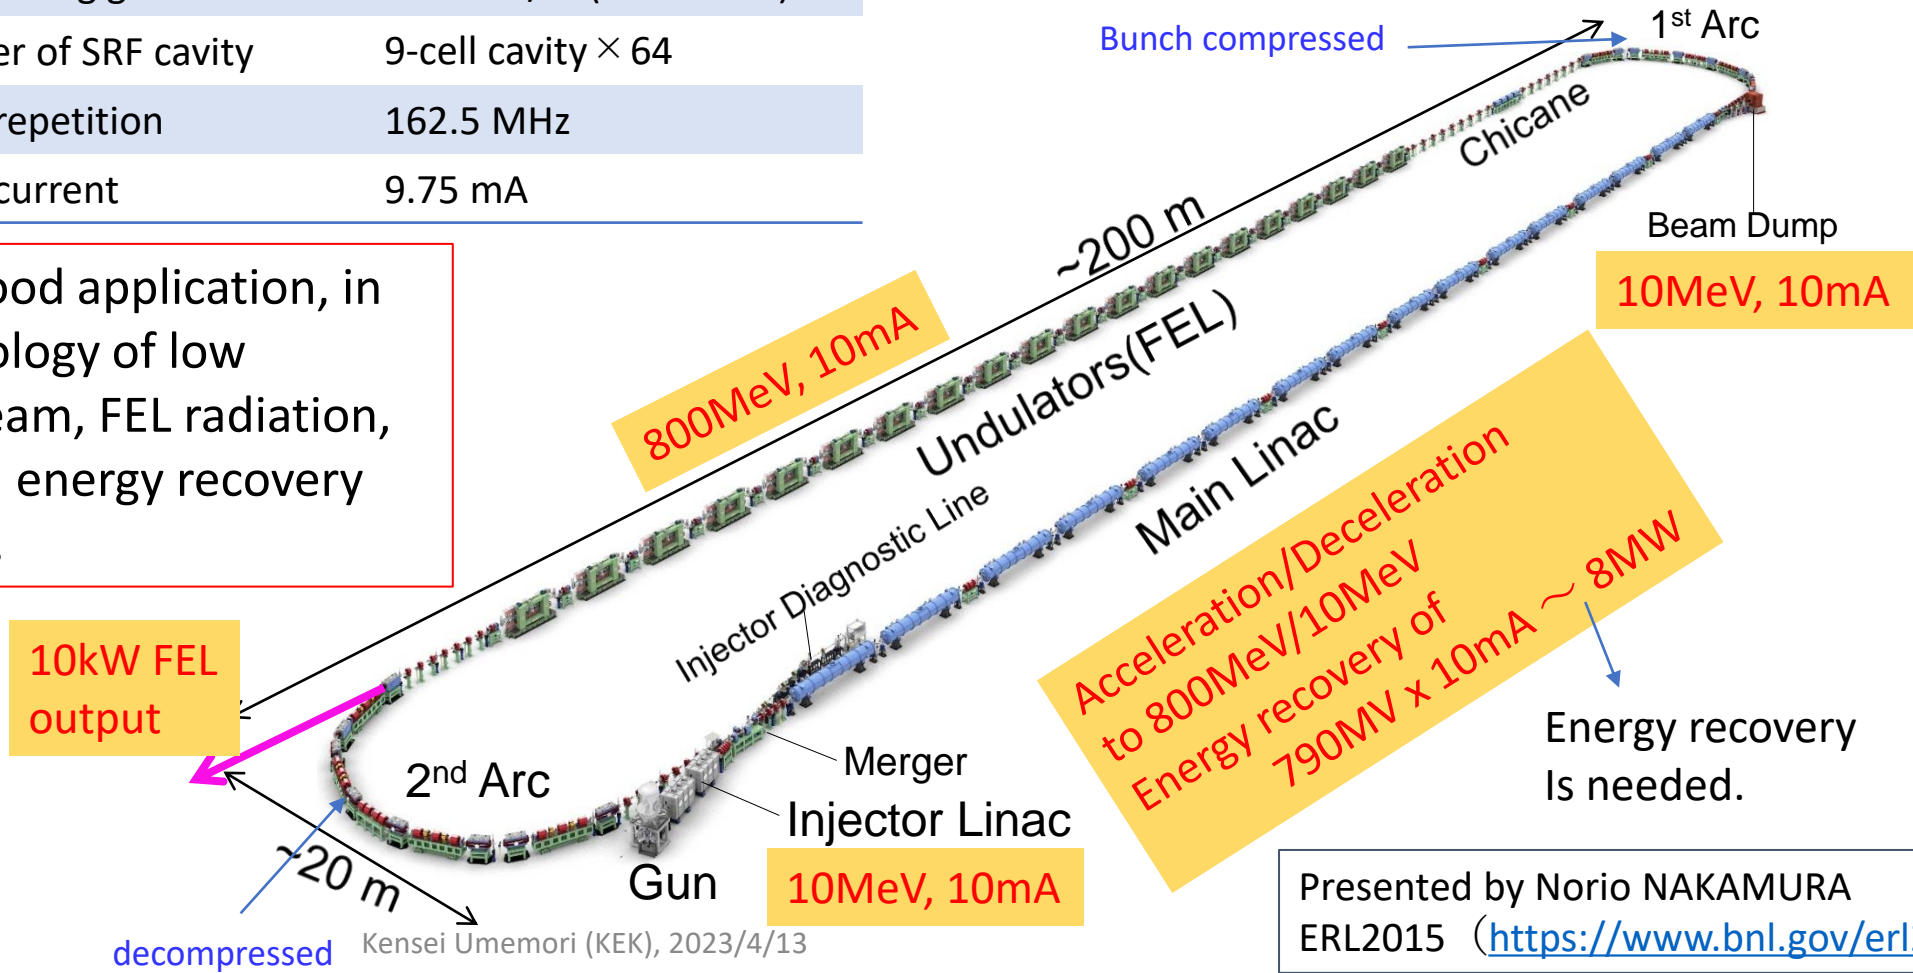 er of SRF cavity 9-cell cavity × 64
repetition 162.5 MHz
current 9.75 mA
ood application, in
ology of low
eam, FEL radiation,
energy recovery
10kW FEL
output
Bunch compressed
1st Arc
Chicane
~200 m
Beam Dump
10MeV, 10mA
800MeV, 10mA
Undulators(FEL)
Main Linac
Injector Diagnostic Line
Acceleration/Deceleration
to 800MeV/10MeV
Energy recovery of
790MV x 10mA ～ 8MW
Energy recovery
Is needed.
2nd Arc
Merger
Injector Linac
10MeV, 10mA
Gun
~20 m
decompressed
Kensei Umemori (KEK), 2023/4/13
Presented by Norio NAKAMURA
ERL2015 （https://www.bnl.gov/erl